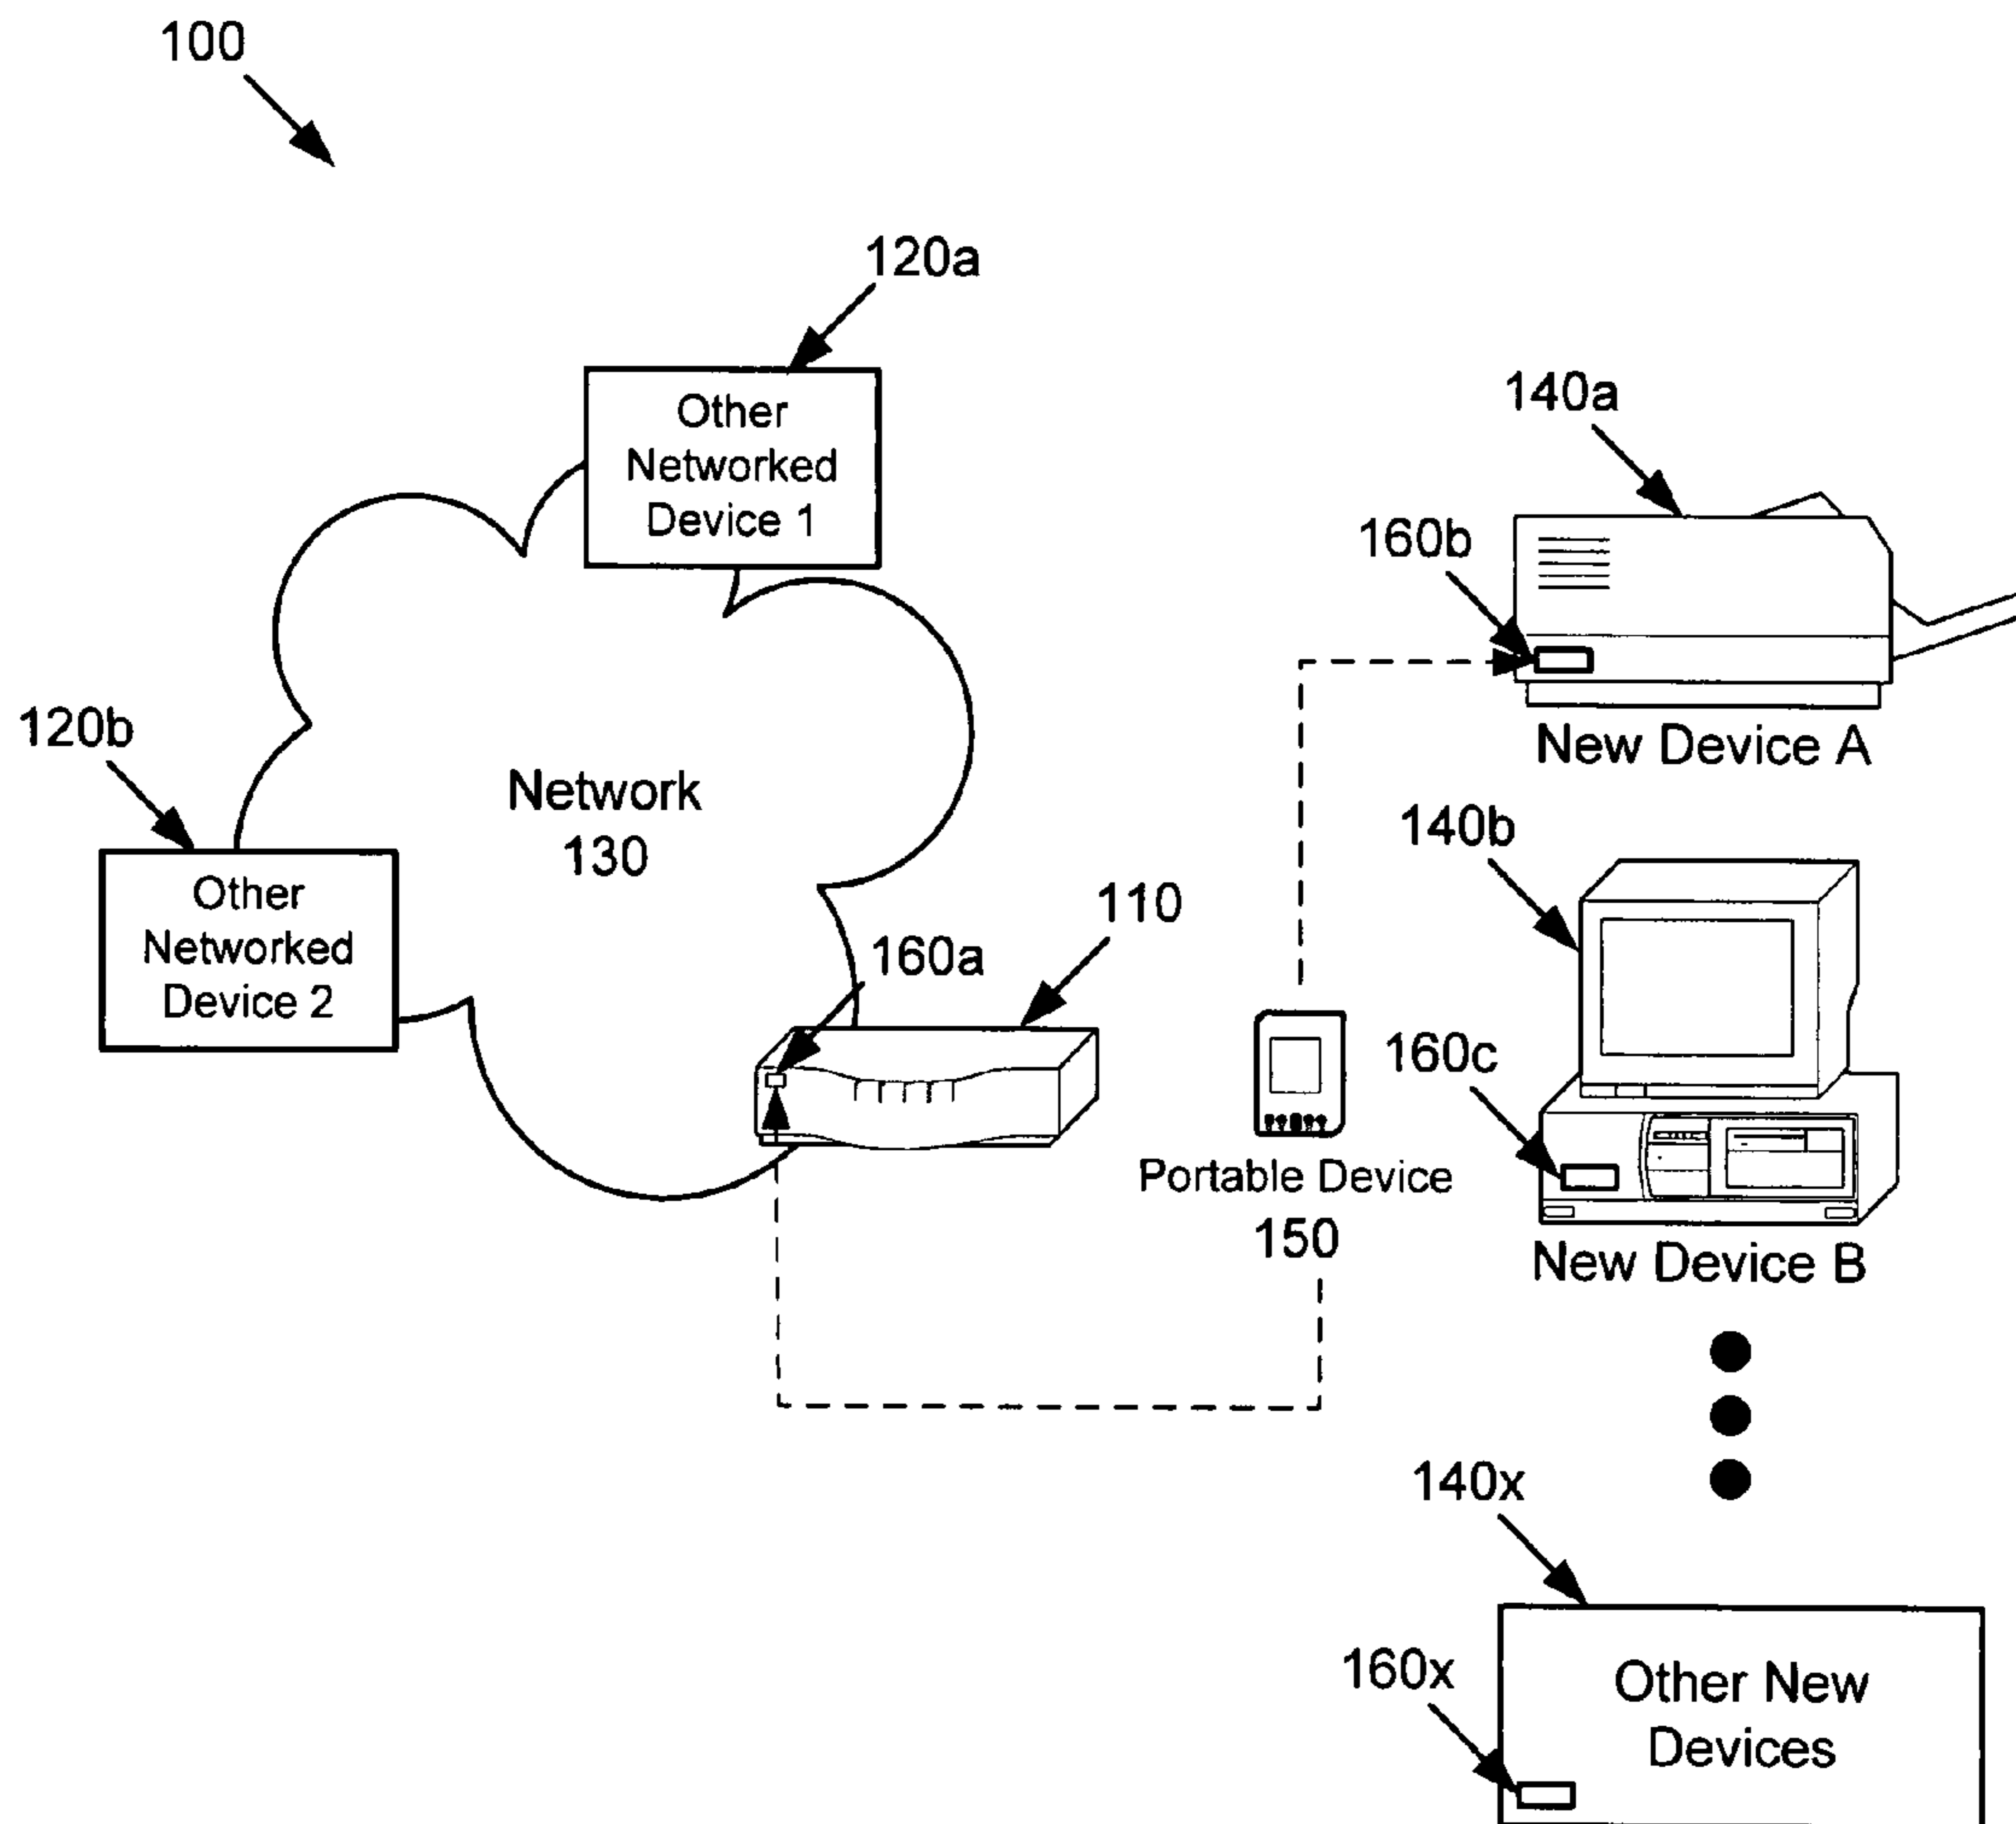 100
120a
Other
Networked
Device 1
140a
160b
New Device A
120b
Network
130
Other
Networked
Device 2
140b
110
160a
160c
Portable Device
150
New Device B
140x
160x
Other New
Devices